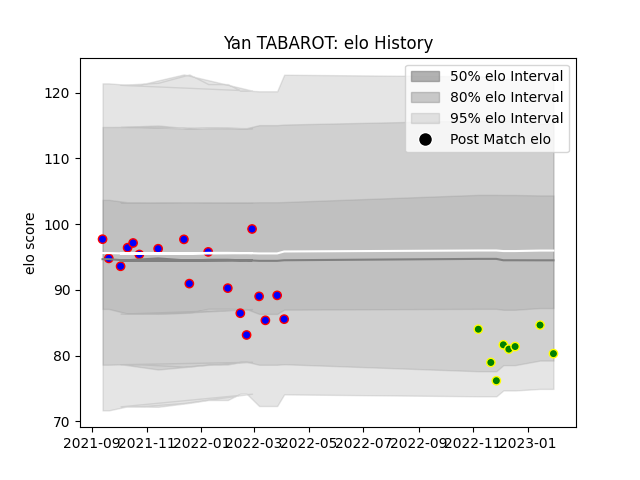 Yan TABAROT: elo History
50% elo Interval
80% elo Interval
95% elo Interval
Post Match elo
elo score
120
110
100
90
80
70
2021-09 2021-11 2022-01 2022-03 2022-05 2022-07 2022-09 2022-11 2023-01